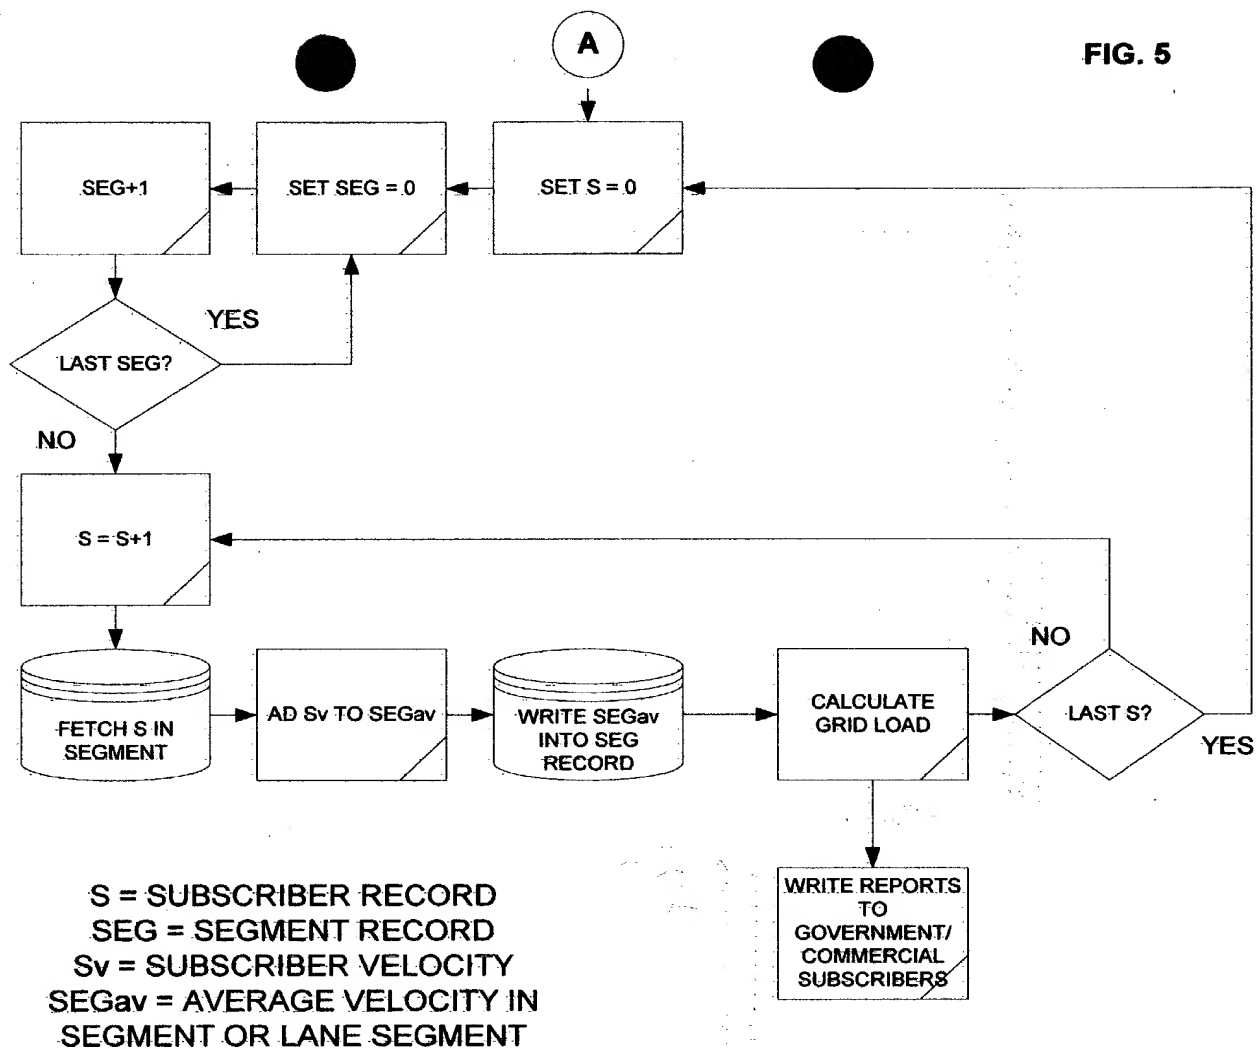 A
FIG. 5
SEG+1
SET SEG = 0
SET S = 0
YES
LAST SEG?
NO
S = S+1
NO
FETCH S IN
SEGMENT
AD Sv TO SEGav
WRITE SEGav
INTO SEG
RECORD
CALCULATE
GRID LOAD
LAST S?
YES
WRITE REPORTS
TO
GOVERNMENT/
COMMERCIAL
SUBSCRIBERS
S = SUBSCRIBER RECORD
SEG = SEGMENT RECORD
Sv = SUBSCRIBER VELOCITY
SEGav = AVERAGE VELOCITY IN
SEGMENT OR LANE SEGMENT